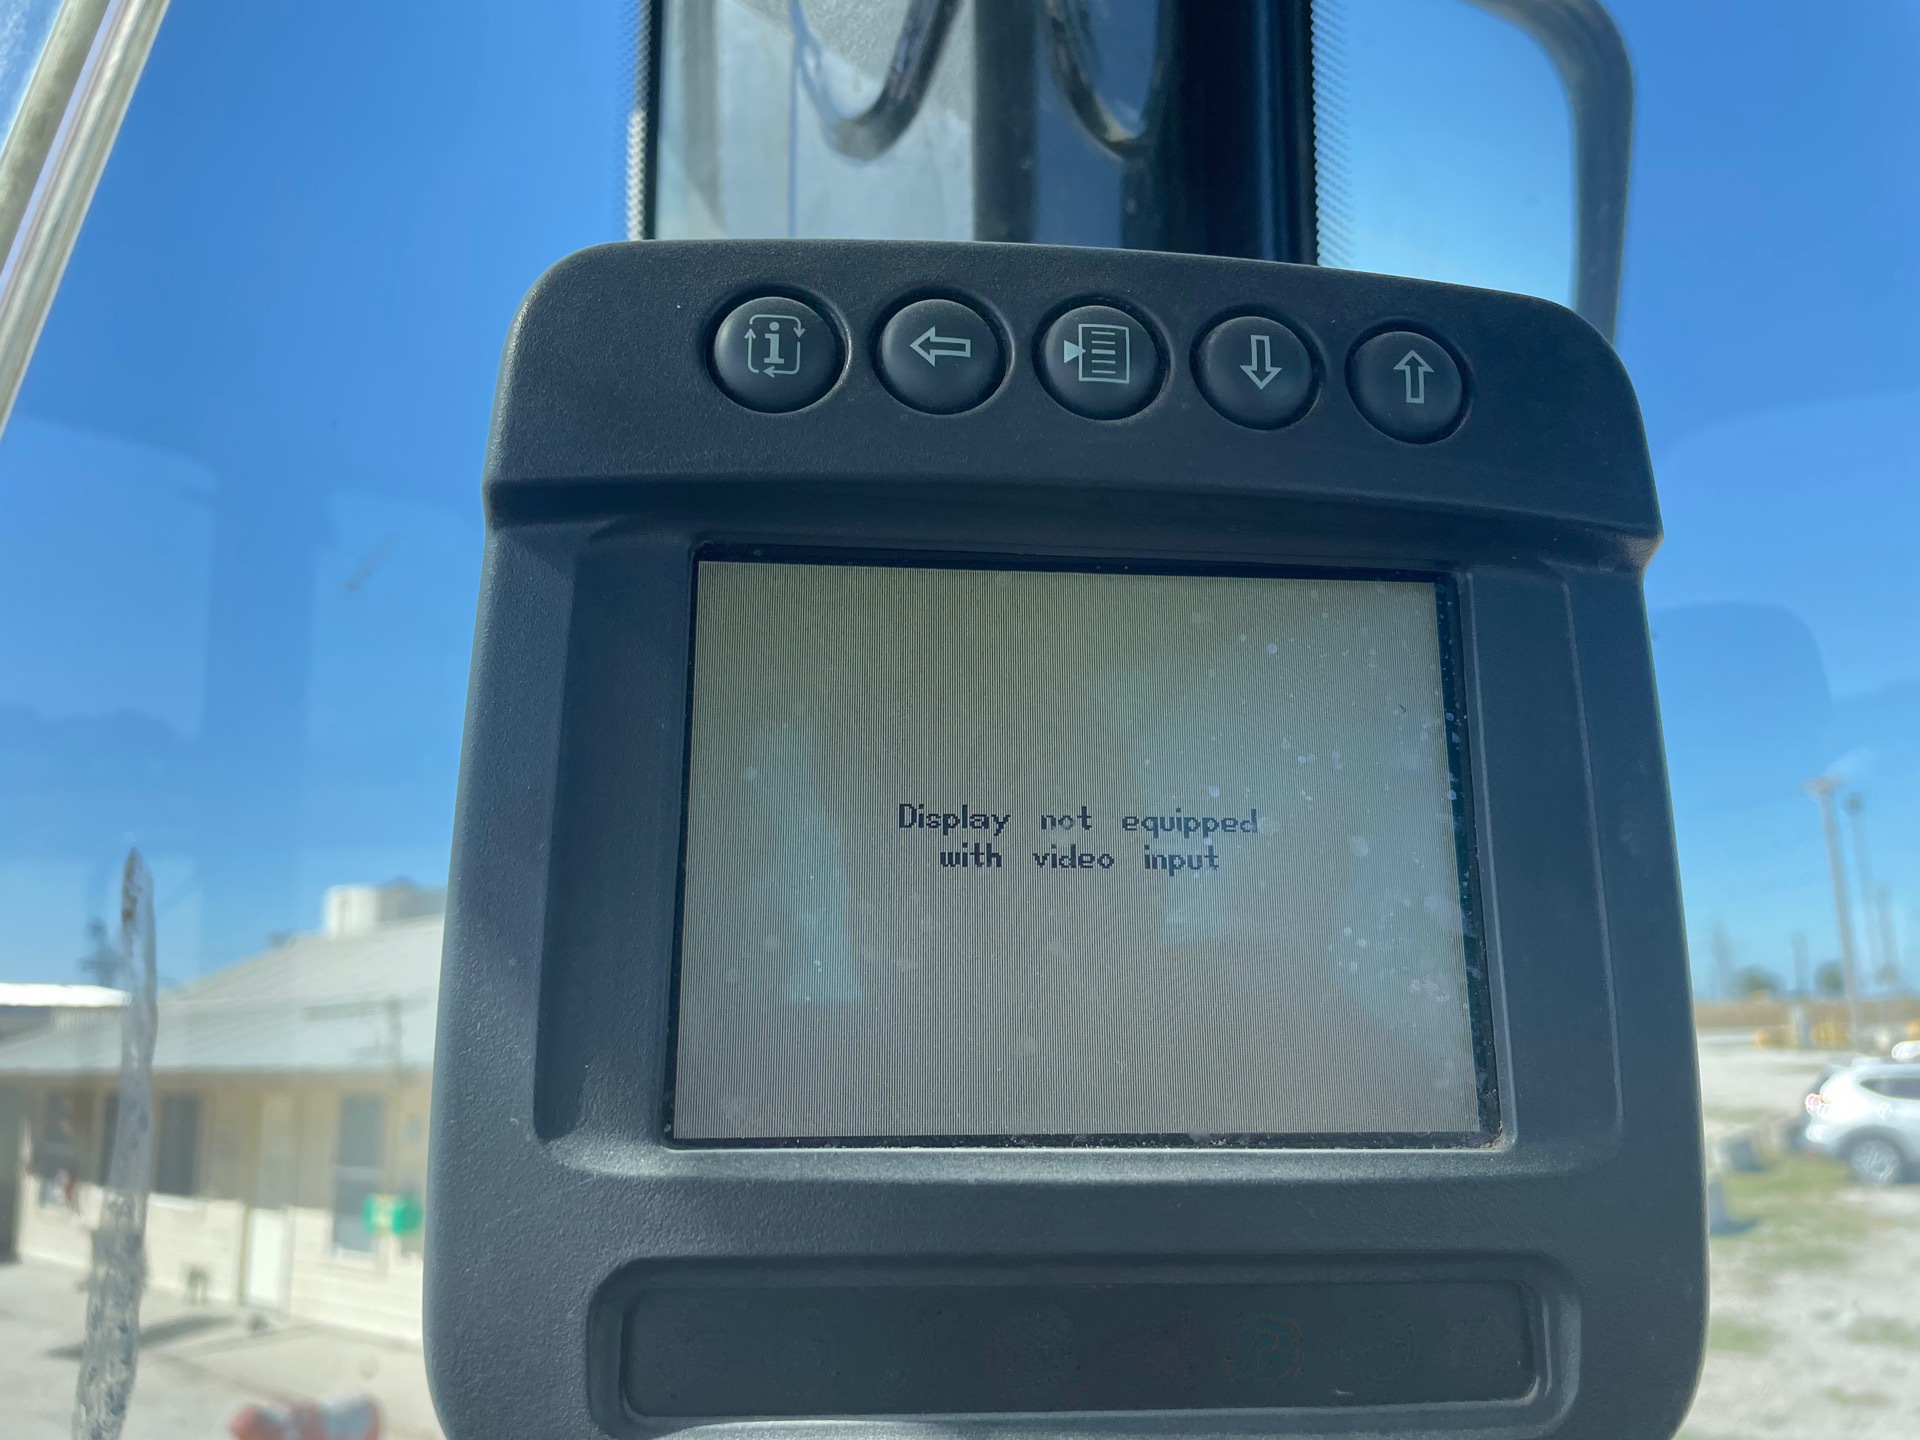 Display not equipped
with video input